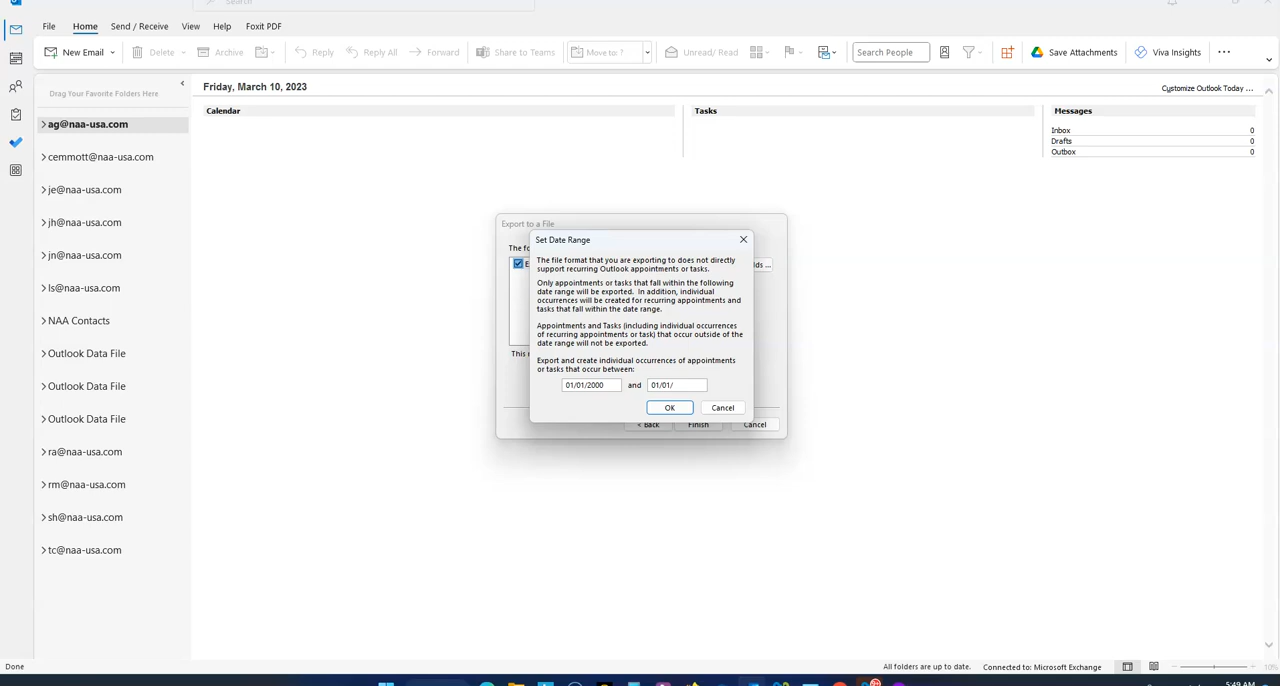 Search
File Home Send / Receive View Help Foxit PDF
New Email Delete Archive Reply Reply All Forward Share to Teams Move to: ? Unread/ Read Search People Save Attachments Viva Insights ...
Drag Your Favorite Folders Here
Friday, March 10, 2023
Customize Outlook Today ...
Calendar Tasks Messages
Inbox 0
Drafts 0
Outbox 0
ag@naa-usa.com
cemmott@naa-usa.com
je@naa-usa.com
jh@naa-usa.com
jn@naa-usa.com
ls@naa-usa.com
NAA Contacts
Outlook Data File
Outlook Data File
Outlook Data File
ra@naa-usa.com
rm@naa-usa.com
sh@naa-usa.com
tc@naa-usa.com
Export to a File
The fo
E
lds ...
This r
Set Date Range
The file format that you are exporting to does not directly
support recurring Outlook appointments or tasks.
Only appointments or tasks that fall within the following
date range will be exported. In addition, individual
occurrences will be created for recurring appointments and
tasks that fall within the date range.
Appointments and Tasks (including individual occurrences
of recurring appointments or task) that occur outside of the
date range will not be exported.
Export and create individual occurrences of appointments
or tasks that occur between:
01/01/2000 and 01/01/
OK Cancel
< Back Finish Cancel
Done
All folders are up to date. Connected to: Microsoft Exchange 10%
5:49 AM